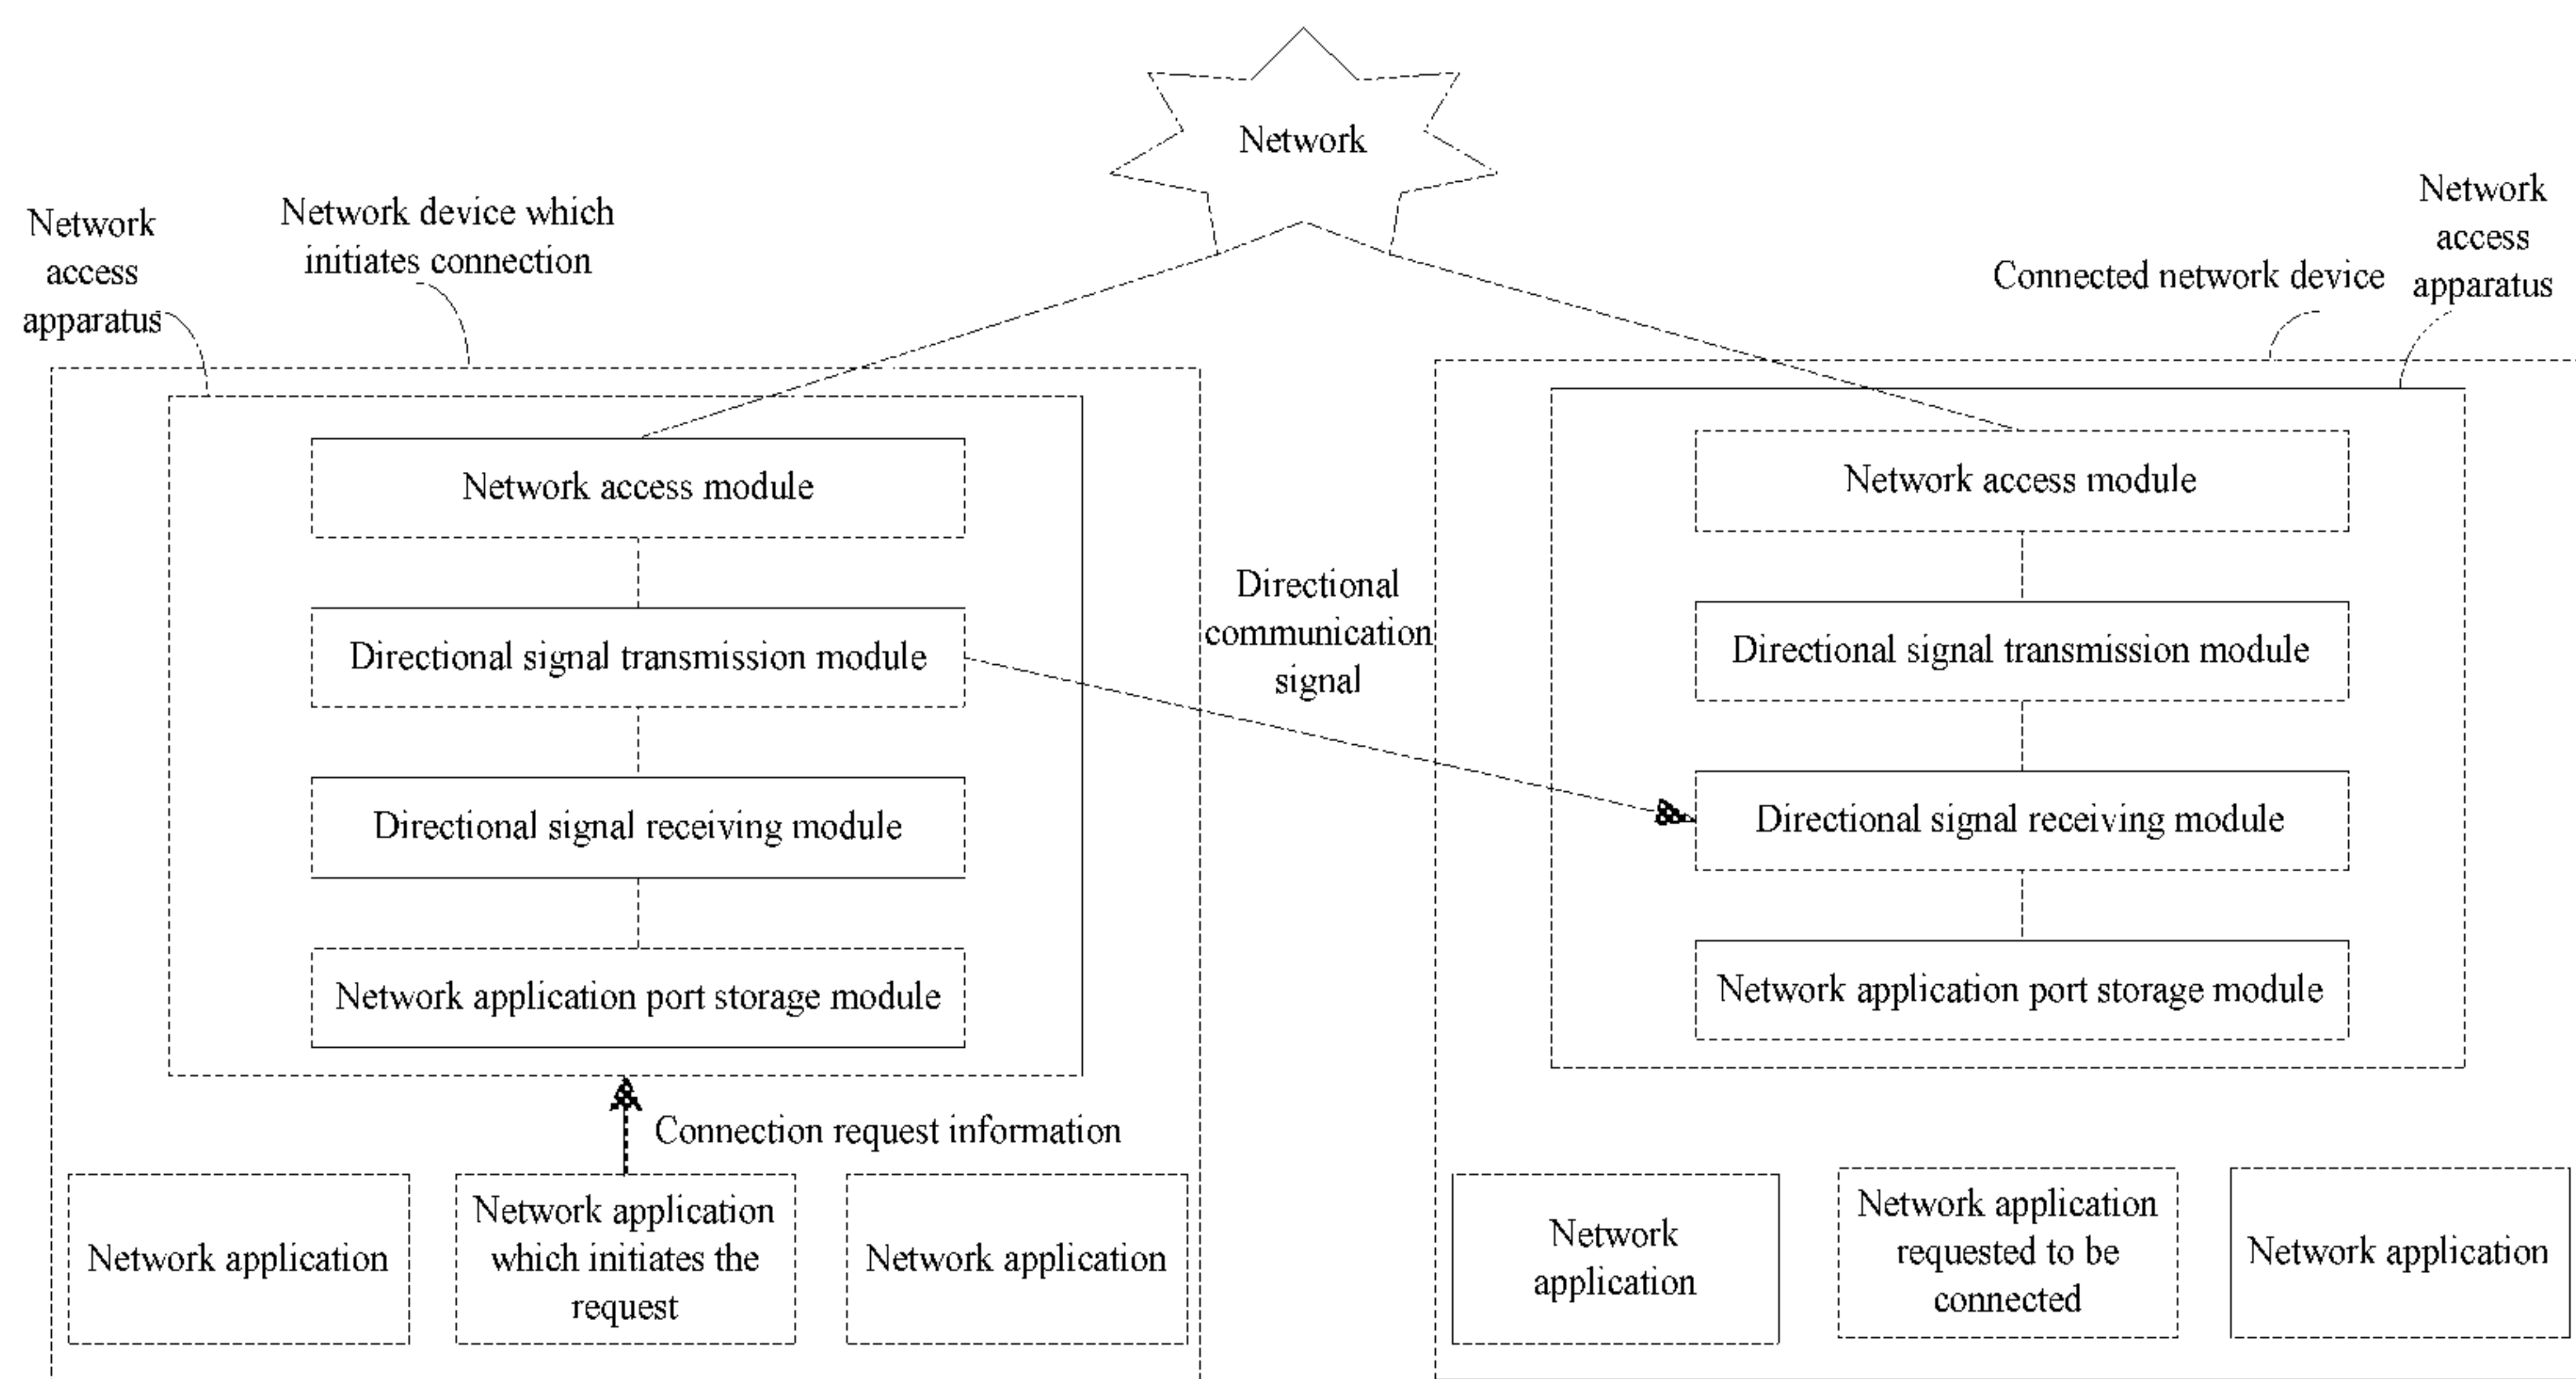 Network
Network
access
apparatus
Network device which
initiates connection
Connected network device
Network
access
apparatus
Network access module
Directional signal transmission module
Directional signal receiving module
Network application port storage module
Connection request information
Network application
Network application
which initiates the
request
Network application
Directional
communication
signal
Network access module
Directional signal transmission module
Directional signal receiving module
Network application port storage module
Network
application
Network application
requested to be
connected
Network application